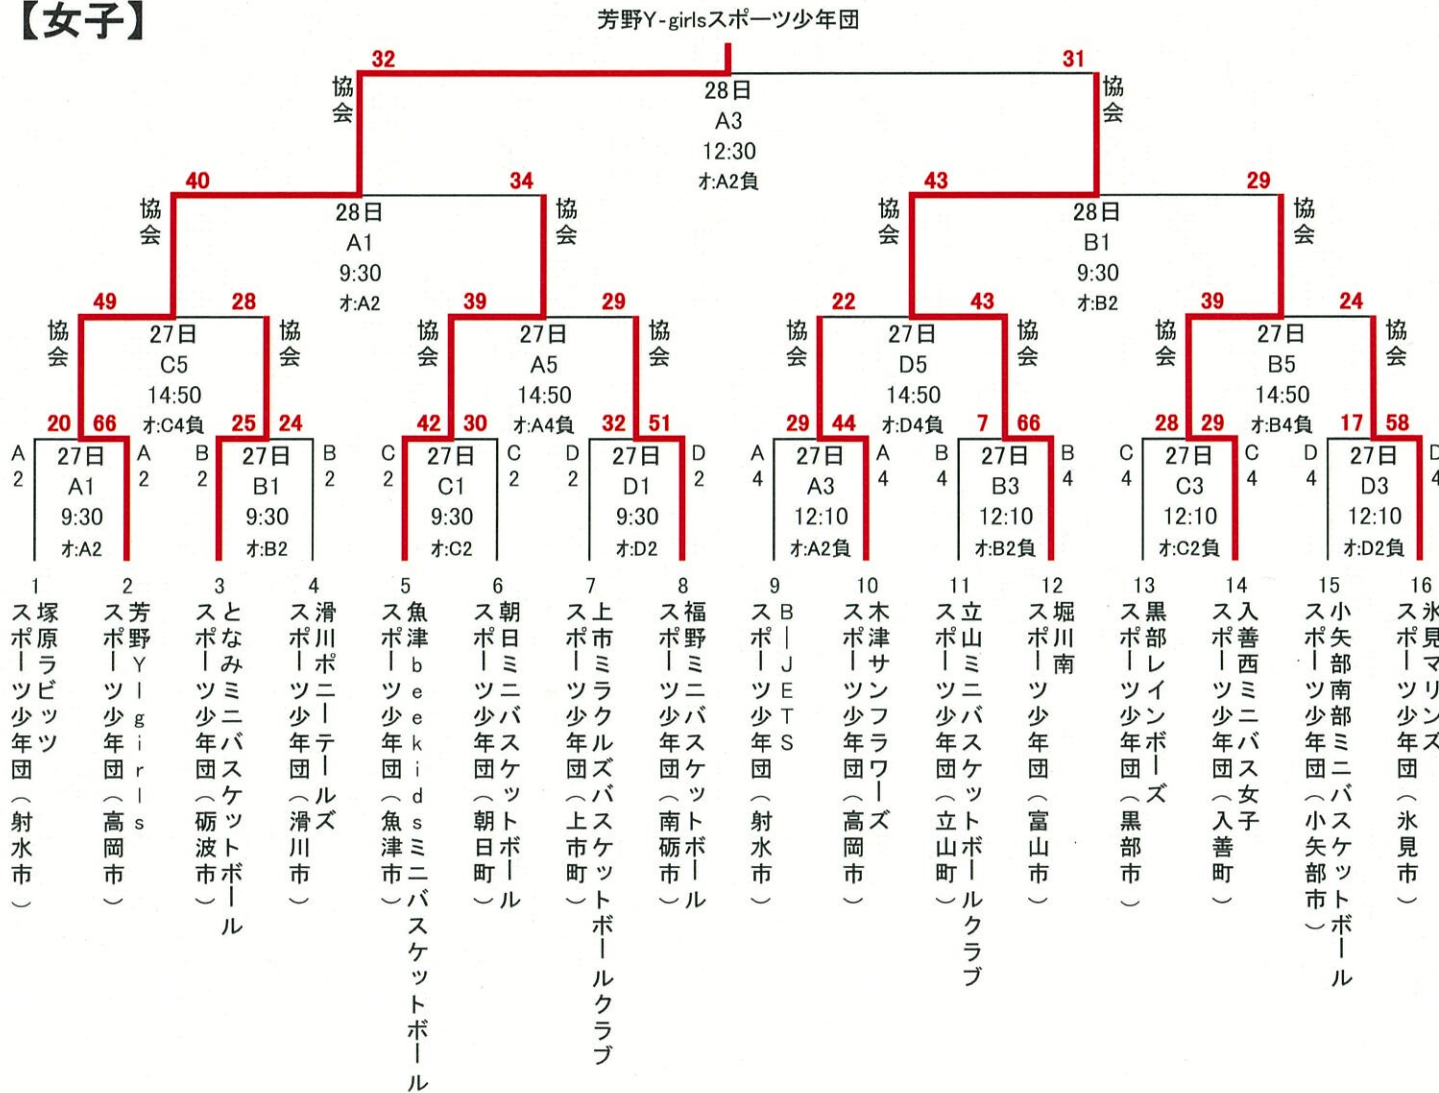 【女子】
芳野Y-girlsスポーツ少年団
32
31
協会
28日
A3
12:30
オ:A2負
協会
40
34
43
29
協会
28日
A1
9:30
オ:A2
協会
協会
28日
B1
9:30
オ:B2
協会
49
28
39
29
22
43
39
24
協会
27日
C5
14:50
オ:C4負
協会
協会
27日
A5
14:50
オ:A4負
協会
協会
27日
D5
14:50
オ:D4負
協会
協会
27日
B5
14:50
オ:B4負
協会
20 66
25 24
42 30
32 51
29 44
7 66
28 29
17 58
A2
27日
A1
9:30
オ:A2
A2
B2
27日
B1
9:30
オ:B2
B2
C2
27日
C1
9:30
オ:C2
C2
D2
27日
D1
9:30
オ:D2
D2
A4
27日
A3
12:10
オ:A2負
A4
B4
27日
B3
12:10
オ:B2負
B4
C4
27日
C3
12:10
オ:C2負
C4
D4
27日
D3
12:10
オ:D2負
D4
1
塚原ラビッツ
スポーツ少年団(射水市)
2
芳野Y-girls
スポーツ少年団(高岡市)
3
となみミニバスケットボール
スポーツ少年団(砺波市)
4
滑川ポニーテールズ
スポーツ少年団(滑川市)
5
魚津beekidsミニバスケットボール
スポーツ少年団(魚津市)
6
朝日ミニバスケットボール
スポーツ少年団(朝日町)
7
上市ミラクルズバスケットボールクラブ
スポーツ少年団(上市町)
8
福野ミニバスケットボール
スポーツ少年団(南砺市)
9
B-JETS
スポーツ少年団(射水市)
10
木津サンフラワーズ
スポーツ少年団(高岡市)
11
立山ミニバスケットボールクラブ
スポーツ少年団(立山町)
12
堀川南
スポーツ少年団(富山市)
13
黒部レインボーズ
スポーツ少年団(黒部市)
14
入善西ミニバス女子
スポーツ少年団(入善町)
15
小矢部南部ミニバスケットボール
スポーツ少年団(小矢部市)
16
氷見マリンズ
スポーツ少年団(氷見市)